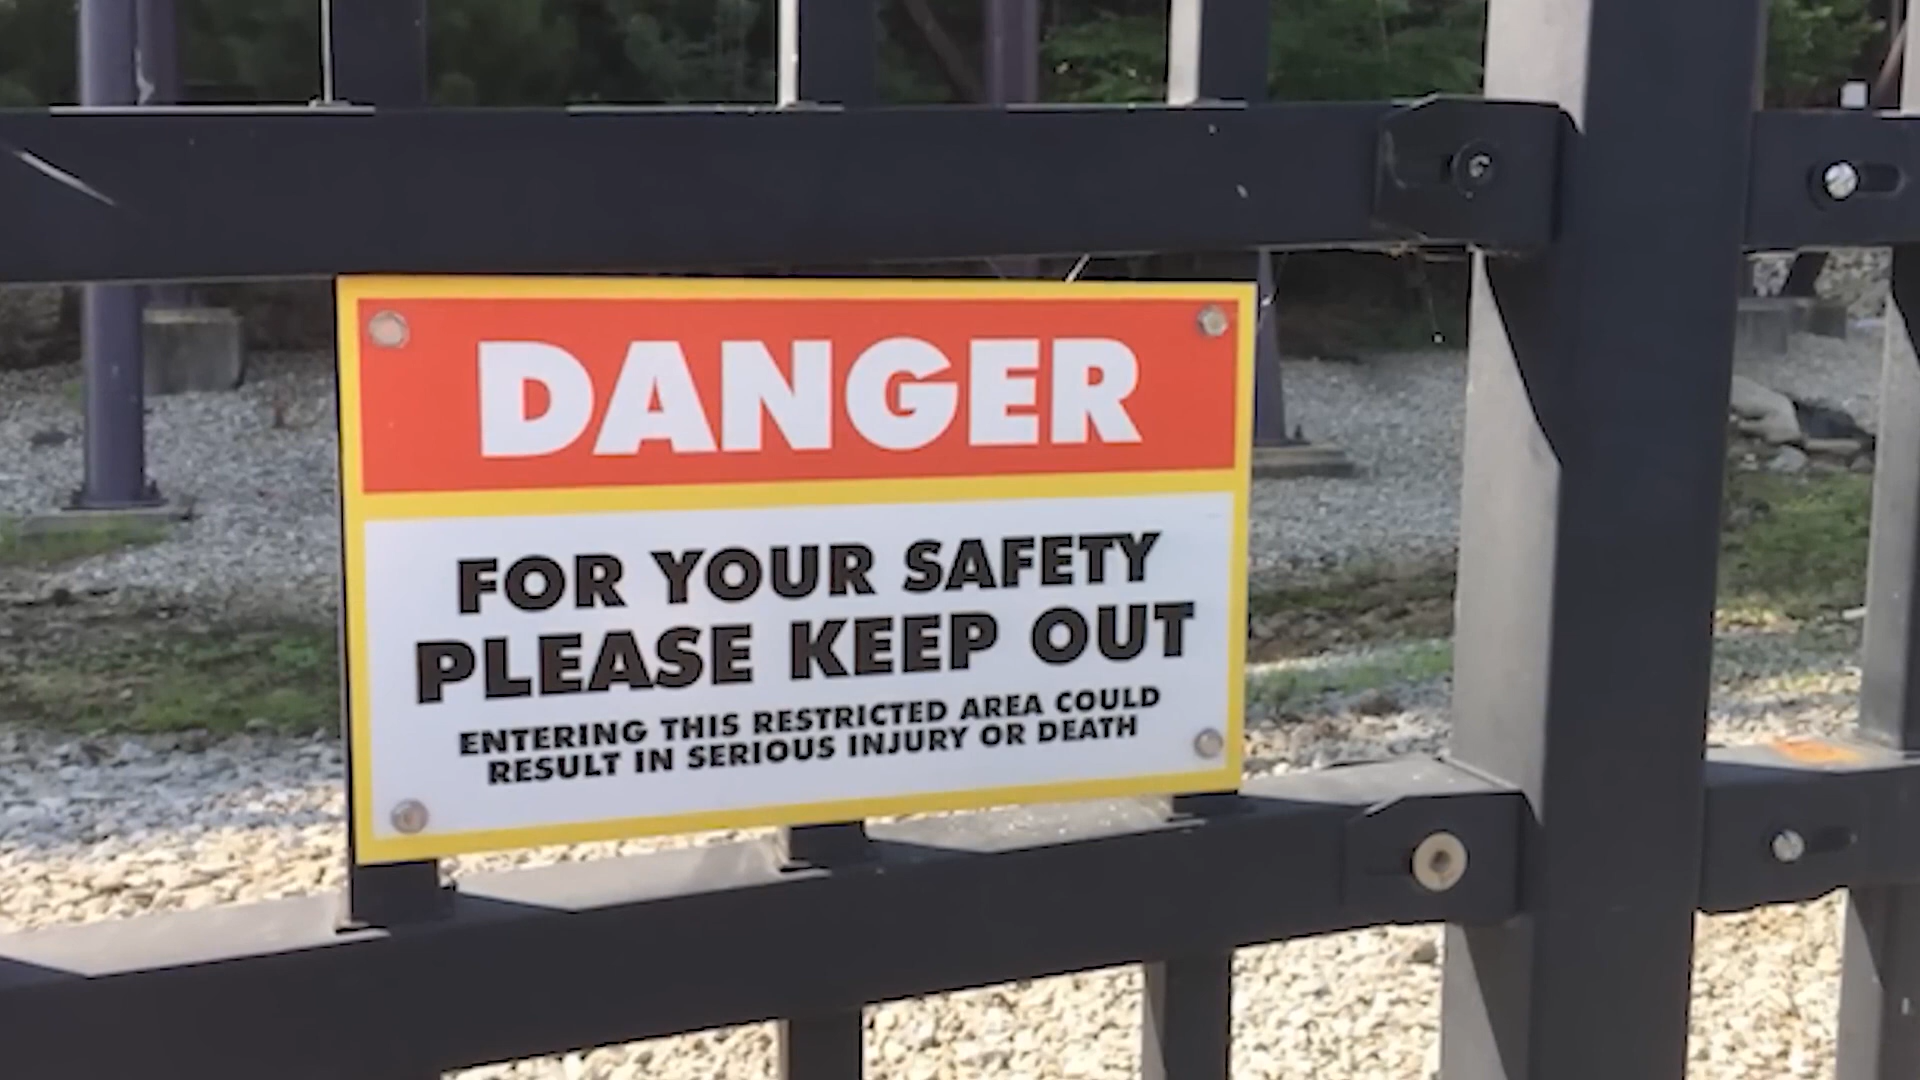 DANGER
FOR YOUR SAFETY
PLEASE KEEP OUT
ENTERING THIS RESTRICTED AREA COULD
RESULT IN SERIOUS INJURY OR DEATH